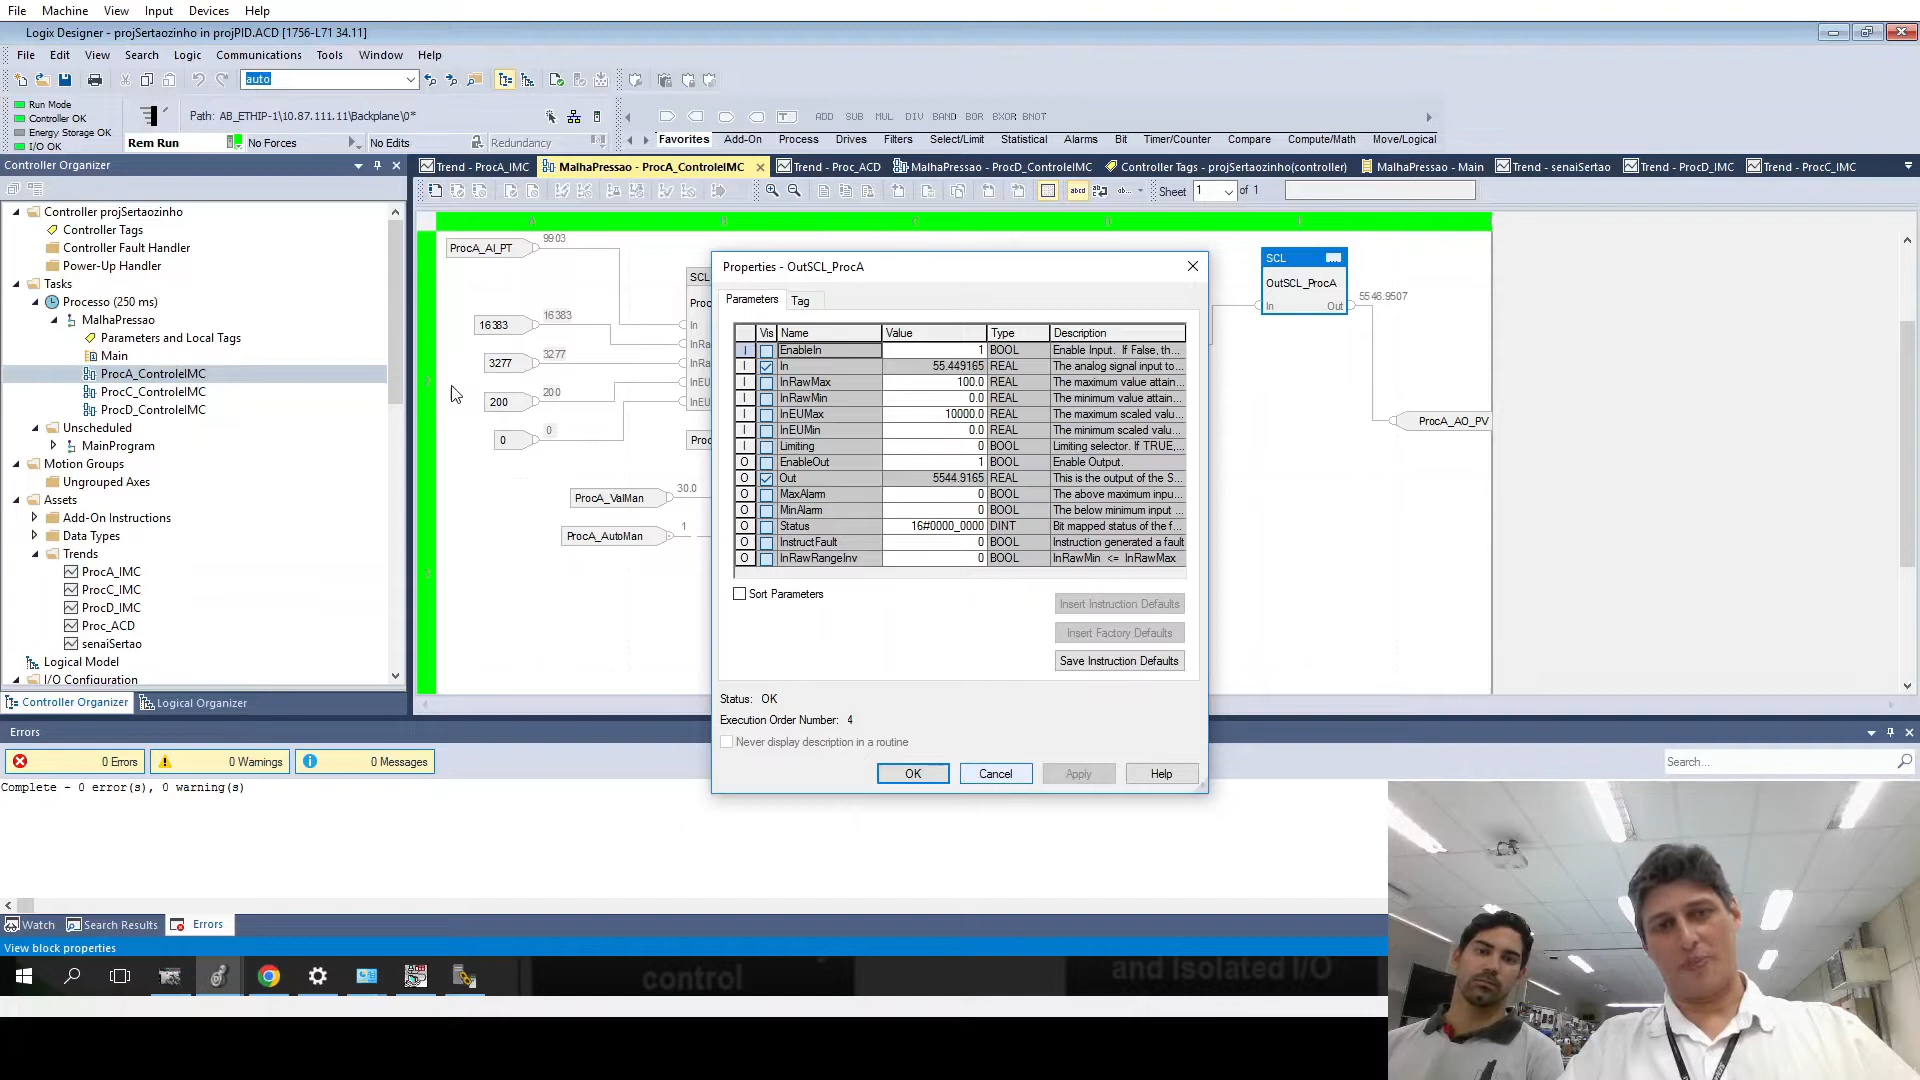 File Machine View Input Devices Help
Logix Designer - projSertaozinho in projPID.ACD [1756-L71 34.11]
File Edit View Search Logic Communications Tools Window Help
auto
Run Mode
Controller OK
Energy Storage OK
I/O OK
Path: AB_ETHIP-1\10.87.111.11\Backplane\0*
Rem Run No Forces No Edits Redundancy
ADD SUB MUL DIV BAND BOR BXOR BNOT
Favorites Add-On Process Drives Filters Select/Limit Statistical Alarms Bit Timer/Counter Compare Compute/Math Move/Logical
Controller Organizer
Trend - ProcA_IMC MalhaPressao - ProcA_ControleIMC Trend - Proc_ACD MalhaPressao - ProcD_ControleIMC Controller Tags - projSertaozinho(controller) MalhaPressao - Main Trend - senaiSertao Trend - ProcD_IMC Trend - ProcC_IMC
Sheet 1 of 1
Controller projSertaozinho
Controller Tags
Controller Fault Handler
Power-Up Handler
Tasks
Processo (250 ms)
MalhaPressao
Parameters and Local Tags
Main
ProcA_ControleIMC
ProcC_ControleIMC
ProcD_ControleIMC
Unscheduled
MainProgram
Motion Groups
Ungrouped Axes
Assets
Add-On Instructions
Data Types
Trends
ProcA_IMC
ProcC_IMC
ProcD_IMC
Proc_ACD
senaiSertao
Logical Model
I/O Configuration
Controller Organizer Logical Organizer
ProcA_AI_PT 9903
16383 16383
3277 3277
200 200.0
0 0
SCL
Proc
In
InRa
InRa
InEU
InEU
Proc
ProcA_ValMan 30.0
ProcA_AutoMan 1
SCL
OutSCL_ProcA
In Out
5546.9507
ProcA_AO_PV
Properties - OutSCL_ProcA
Parameters Tag
Vis Name Value Type Description
I EnableIn 1 BOOL Enable Input. If False, th...
I In 55.449165 REAL The analog signal input to...
I InRawMax 100.0 REAL The maximum value attain...
I InRawMin 0.0 REAL The minimum value attain...
I InEUMax 10000.0 REAL The maximum scaled valu...
I InEUMin 0.0 REAL The minimum scaled valu...
I Limiting 0 BOOL Limiting selector. If TRUE,...
O EnableOut 1 BOOL Enable Output.
O Out 5544.9165 REAL This is the output of the S...
O MaxAlarm 0 BOOL The above maximum inpu...
O MinAlarm 0 BOOL The below minimum input ...
O Status 16#0000_0000 DINT Bit mapped status of the f...
O InstructFault 0 BOOL Instruction generated a fault
O InRawRangeInv 0 BOOL InRawMin <= InRawMax
Sort Parameters
Insert Instruction Defaults
Insert Factory Defaults
Save Instruction Defaults
Status: OK
Execution Order Number: 4
Never display description in a routine
OK Cancel Apply Help
Errors
0 Errors 0 Warnings 0 Messages
Search...
Complete - 0 error(s), 0 warning(s)
Watch Search Results Errors
View block properties
control
and Isolated I/O